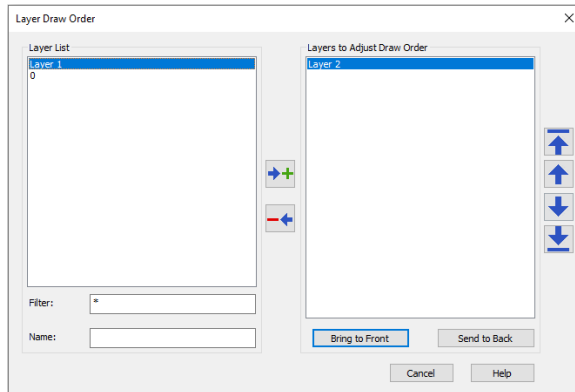 Layer Draw Order
Layer List
Layer 1
0
Filter:
*
Name:
Layers to Adjust Draw Order
Layer 2
Bring to Front
Send to Back
Cancel
Help